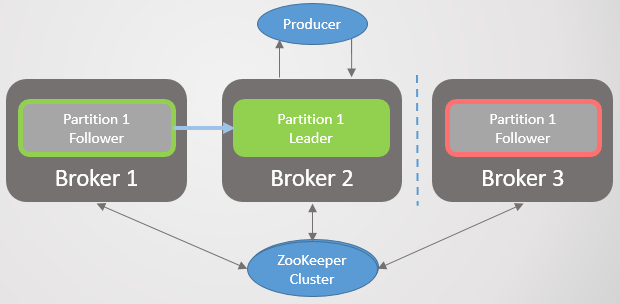 Producer
Partition 1
Follower
Broker 1
Partition 1
Leader
Broker 2
Partition 1
Follower
Broker 3
ZooKeeper
Cluster